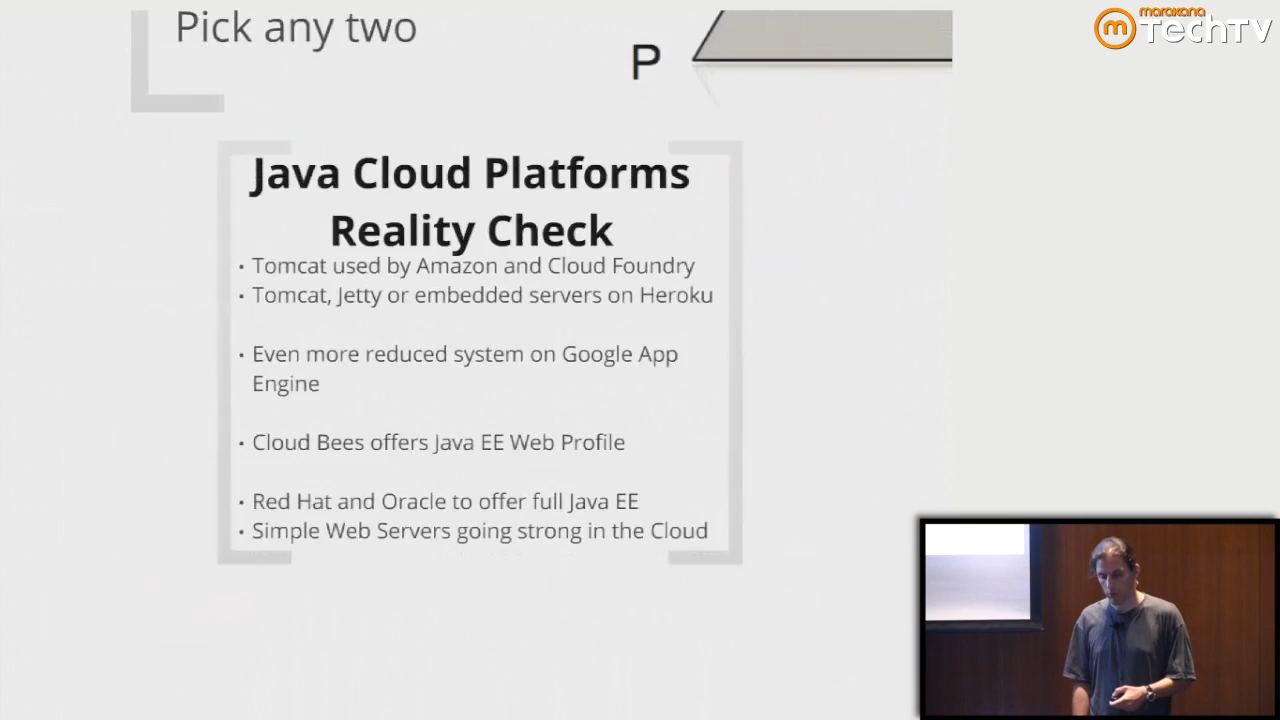 Pick any two
P
marakana
TechTV
Java Cloud Platforms
Reality Check
• Tomcat used by Amazon and Cloud Foundry
• Tomcat, Jetty or embedded servers on Heroku
• Even more reduced system on Google App
Engine
• Cloud Bees offers Java EE Web Profile
• Red Hat and Oracle to offer full Java EE
• Simple Web Servers going strong in the Cloud